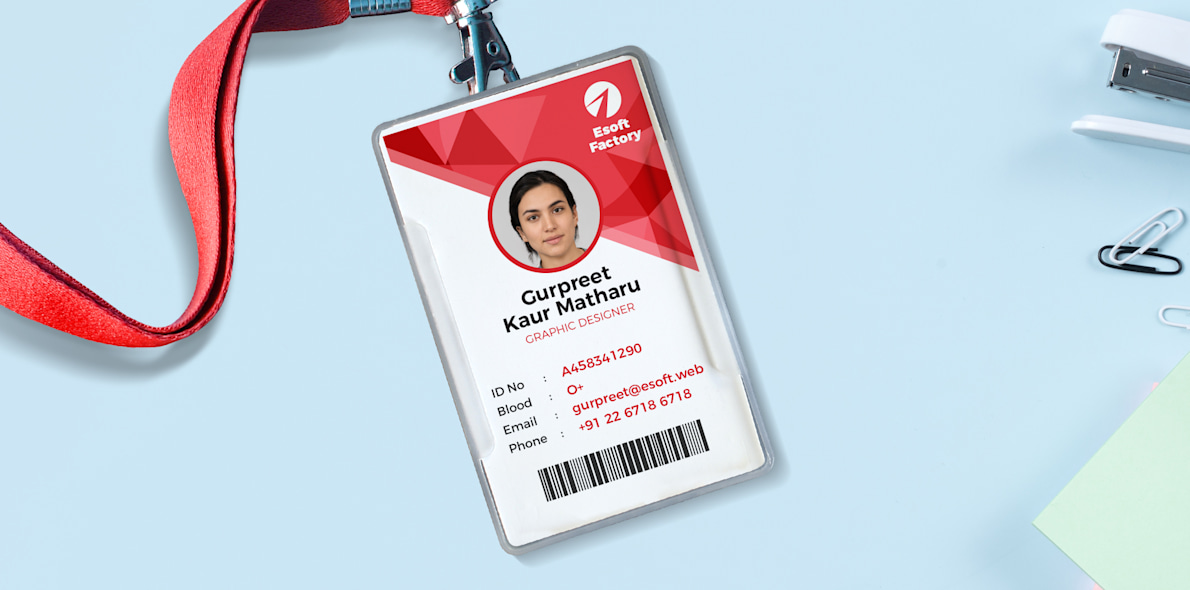 Esoft
Factory
Gurpreet
Kaur Matharu
GRAPHIC DESIGNER
ID No : A458341290
Blood : O+
Email : gurpreet@esoft.web
Phone : +91 22 6718 6718